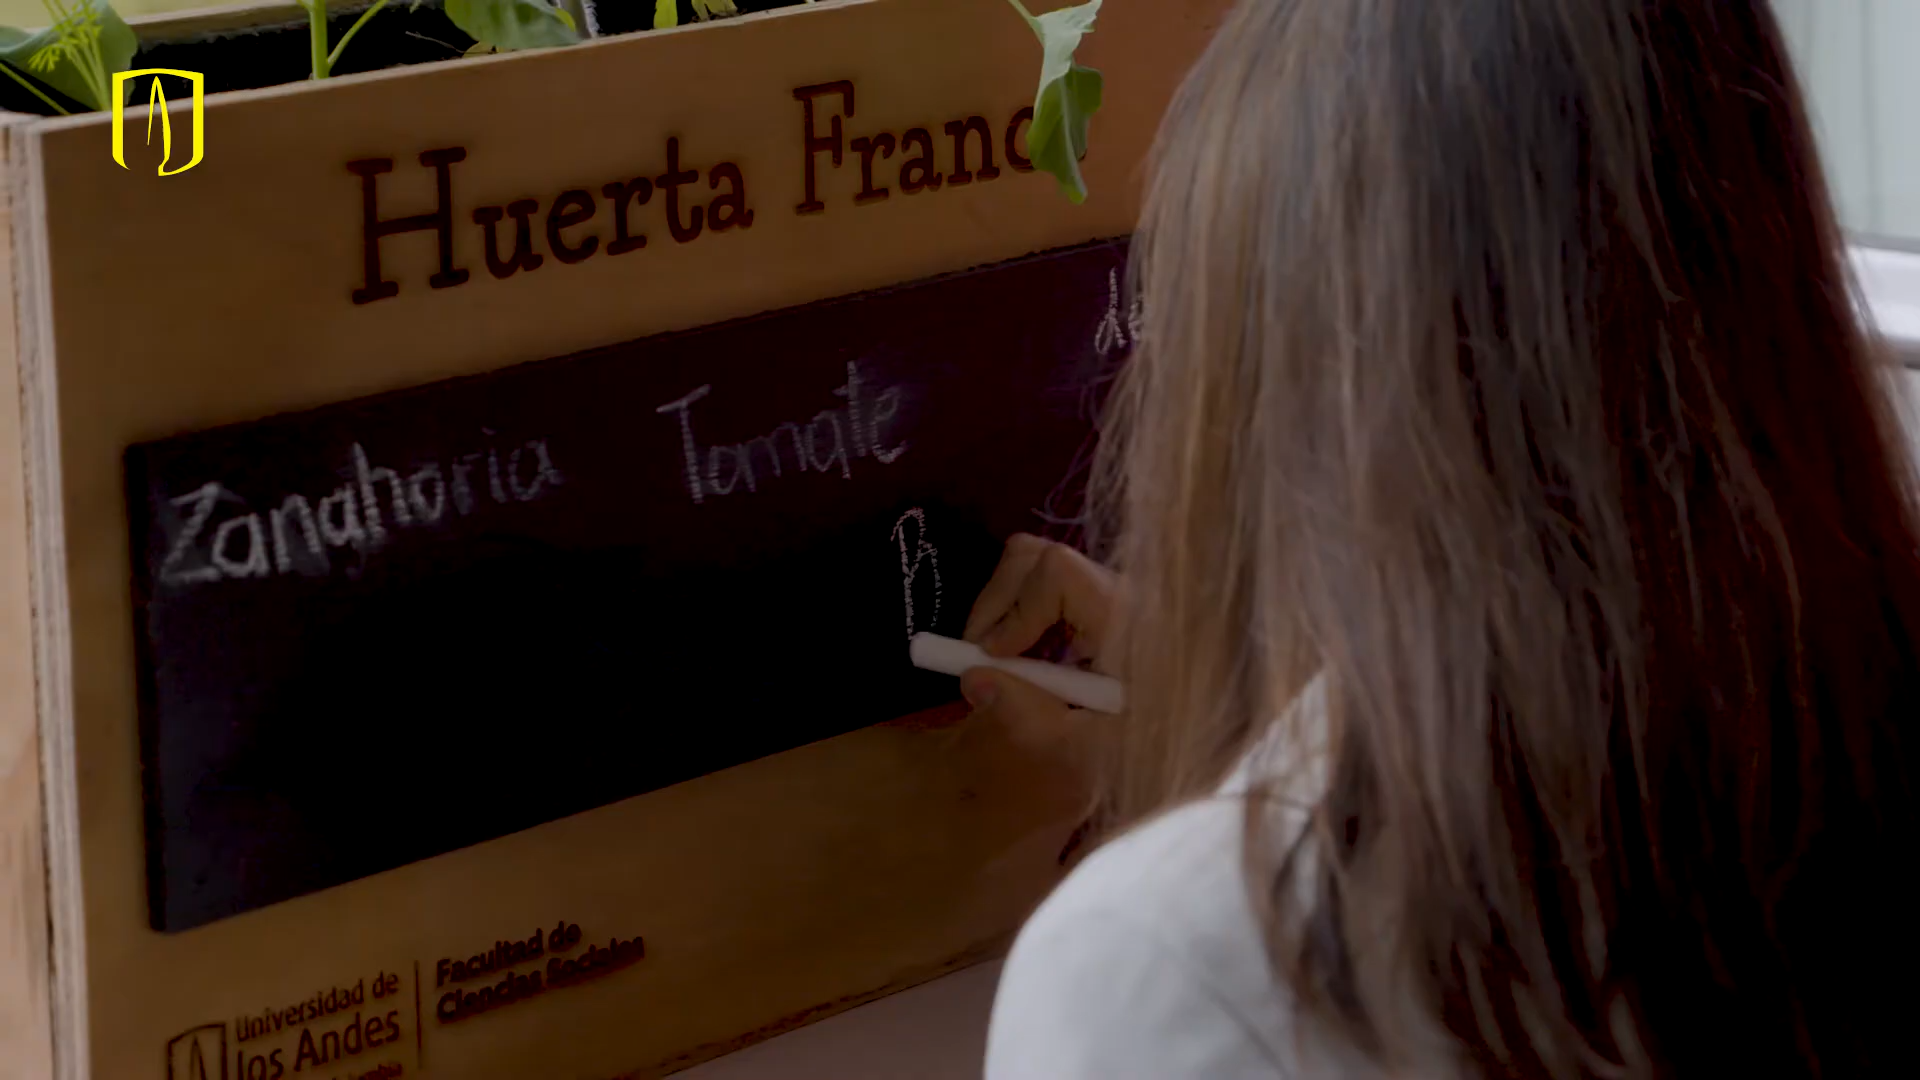 Huerta Franc
Zanahoria Tomate
B
Universidad de
los Andes
Facultad de
Ciencias Sociales